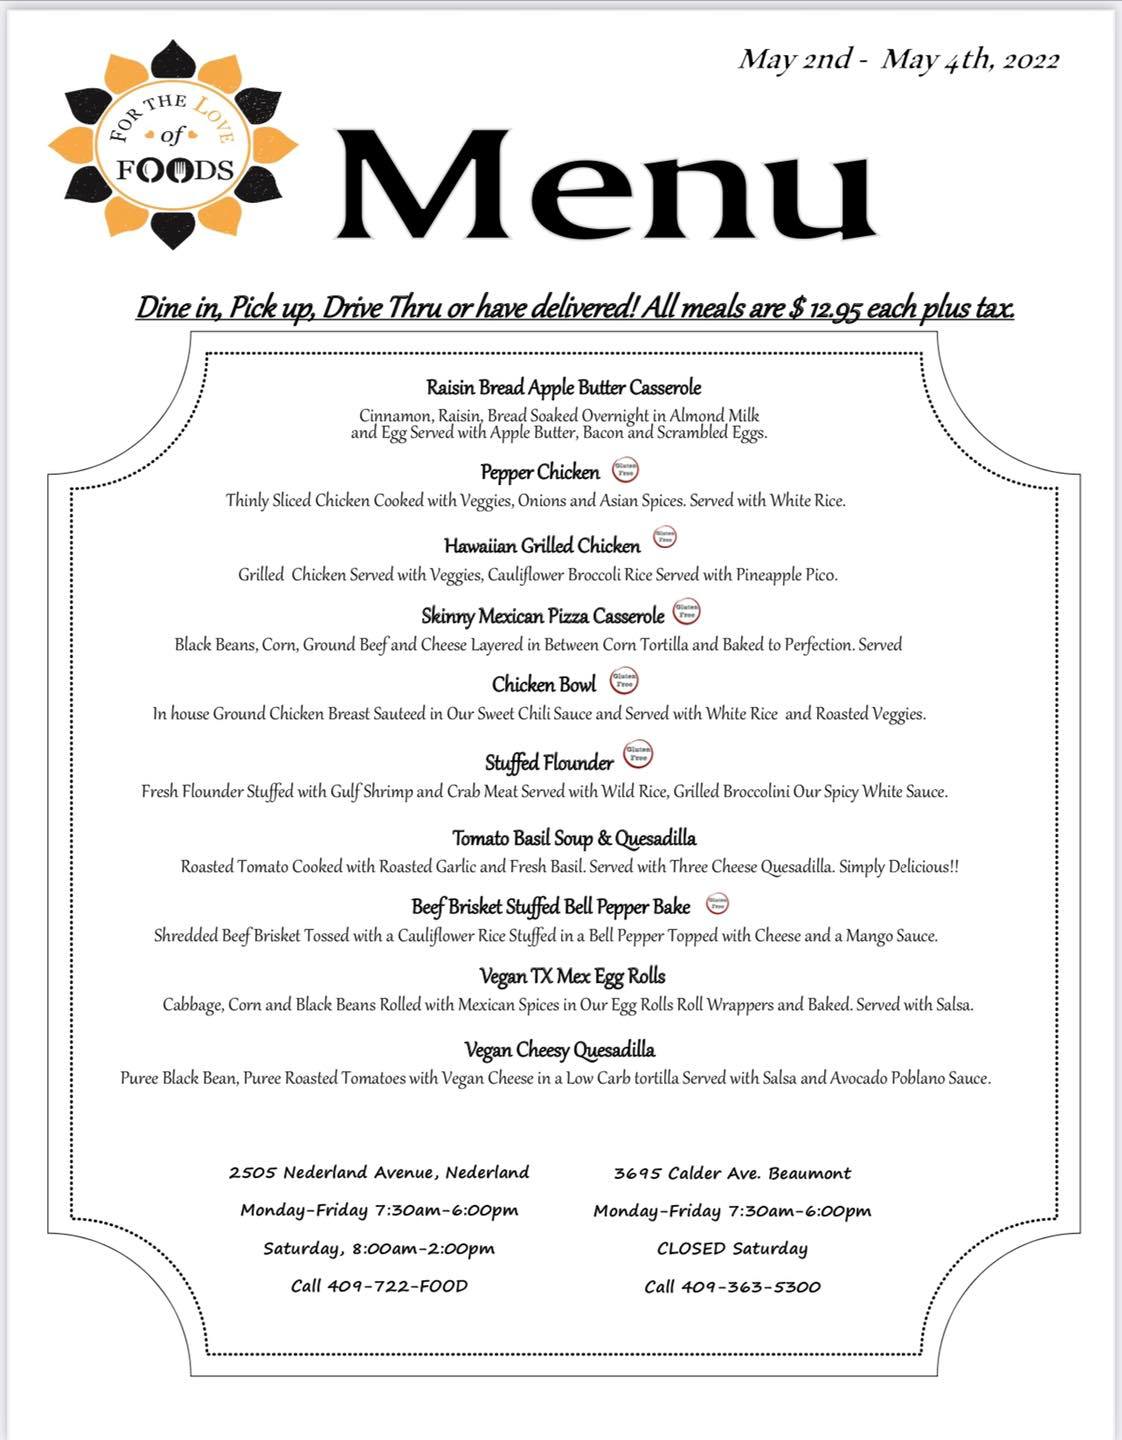 May 2nd - May 4th, 2022
FOR THE LOVE
of
FOODS
Menu
Dine in, Pick up, Drive Thru or have delivered! All meals are $ 12.95 each plus tax.
Raisin Bread Apple Butter Casserole
Cinnamon, Raisin, Bread Soaked Overnight in Almond Milk
and Egg Served with Apple Butter, Bacon and Scrambled Eggs.
Pepper Chicken Gluten Free
Thinly Sliced Chicken Cooked with Veggies, Onions and Asian Spices. Served with White Rice.
Hawaiian Grilled Chicken Gluten Free
Grilled Chicken Served with Veggies, Cauliflower Broccoli Rice Served with Pineapple Pico.
Skinny Mexican Pizza Casserole Gluten Free
Black Beans, Corn, Ground Beef and Cheese Layered in Between Corn Tortilla and Baked to Perfection. Served
Chicken Bowl Gluten Free
In house Ground Chicken Breast Sauteed in Our Sweet Chili Sauce and Served with White Rice and Roasted Veggies.
Stuffed Flounder Gluten Free
Fresh Flounder Stuffed with Gulf Shrimp and Crab Meat Served with Wild Rice, Grilled Broccolini Our Spicy White Sauce.
Tomato Basil Soup & Quesadilla
Roasted Tomato Cooked with Roasted Garlic and Fresh Basil. Served with Three Cheese Quesadilla. Simply Delicious!!
Beef Brisket Stuffed Bell Pepper Bake Gluten Free
Shredded Beef Brisket Tossed with a Cauliflower Rice Stuffed in a Bell Pepper Topped with Cheese and a Mango Sauce.
Vegan TX Mex Egg Rolls
Cabbage, Corn and Black Beans Rolled with Mexican Spices in Our Egg Rolls Roll Wrappers and Baked. Served with Salsa.
Vegan Cheesy Quesadilla
Puree Black Bean, Puree Roasted Tomatoes with Vegan Cheese in a Low Carb tortilla Served with Salsa and Avocado Poblano Sauce.
2505 Nederland Avenue, Nederland
Monday-Friday 7:30am-6:00pm
Saturday, 8:00am-2:00pm
Call 409-722-FOOD
3695 Calder Ave. Beaumont
Monday-Friday 7:30am-6:00pm
CLOSED Saturday
Call 409-363-5300